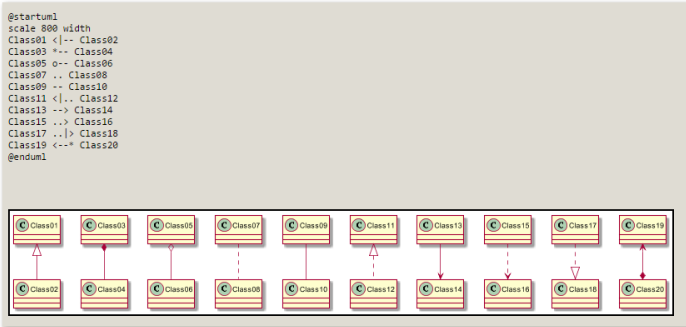 @startuml
scale 800 width
Class01 <|-- Class02
Class03 *-- Class04
Class05 o-- Class06
Class07 .. Class08
Class09 -- Class10
Class11 <|.. Class12
Class13 --> Class14
Class15 ..> Class16
Class17 ..|> Class18
Class19 <--* Class20
@enduml
C Class01 C Class03 C Class05 C Class07 C Class09 C Class11 C Class13 C Class15 C Class17 C Class19
C Class02 C Class04 C Class06 C Class08 C Class10 C Class12 C Class14 C Class16 C Class18 C Class20